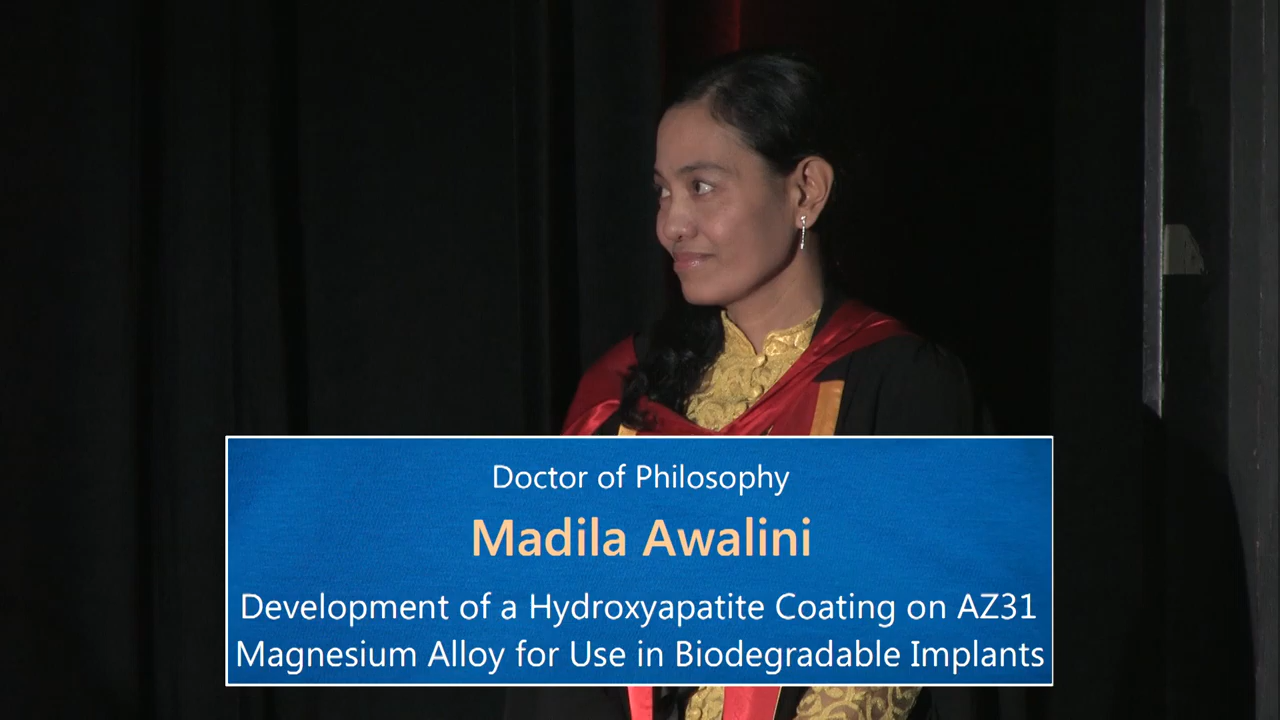 Doctor of Philosophy
Madila Awalini
Development of a Hydroxyapatite Coating on AZ31
Magnesium Alloy for Use in Biodegradable Implants